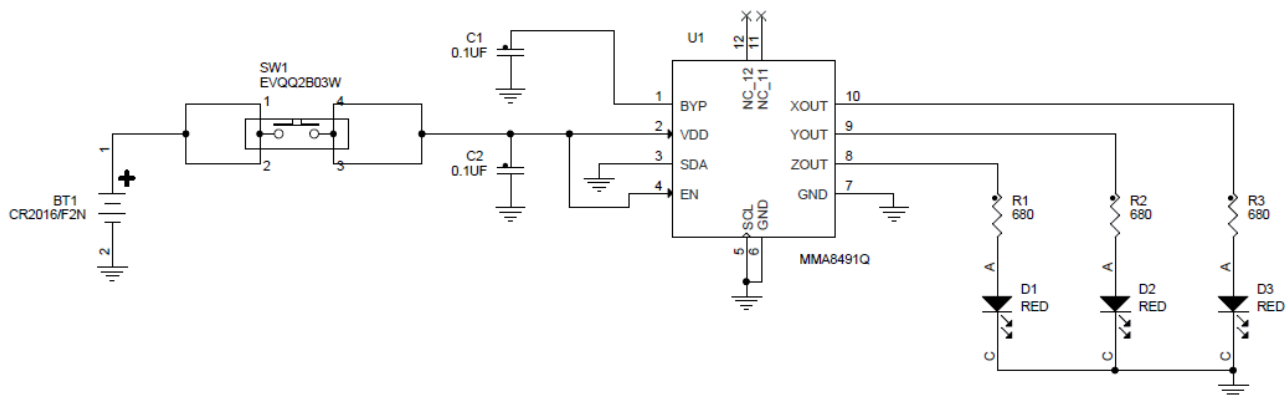 SW1
EVQQ2B03W
1
4
2
3
1
BT1
CR2016/F2N
2
C1
0.1UF
C2
0.1UF
U1
12
11
NC_12
NC_11
1 BYP
2 VDD
3 SDA
4 EN
XOUT 10
YOUT 9
ZOUT 8
GND 7
SCL
GND
5
6
MMA8491Q
R1
680
R2
680
R3
680
A
A
A
D1
RED
D2
RED
D3
RED
C
C
C